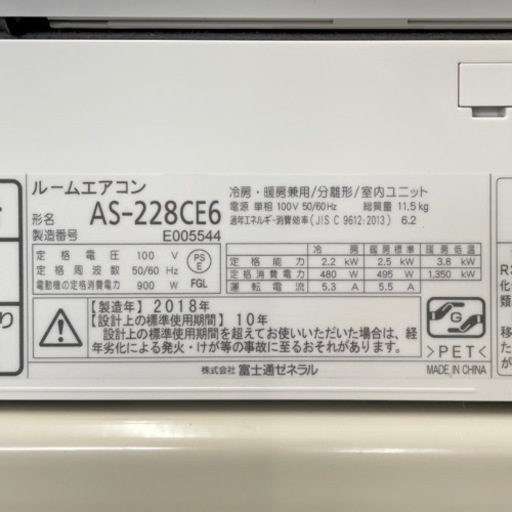 ルームエアコン
形名 AS-228CE6
製造番号 E005544
冷房・暖房兼用/分離形/室内ユニット
電源 単相 100V 50/60Hz 総質量 11.5kg
通年エネルギー消費効率(JIS C 9612:2013) 6.2
定格電圧 100 V
定格周波数 50/60 Hz
電動機の定格消費電力 900 W
PS
E
FGL
冷房 暖房標準 暖房低温
定格能力 2.2 kW 2.5 kW 3.8 kW
定格消費電力 480 W 495 W 1,350 kW
運転電流 5.3 A 5.5 A
【製造年】2018年
【設計上の標準使用期間】10年
設計上の標準使用期間を超えてお使いいただいた場合は、経
年劣化による発火・けが等の事故に至るおそれがあります。
G
>PET<
MADE IN CHINA
株式会社 富士通ゼネラル
り
R3
化
類
移
た
の